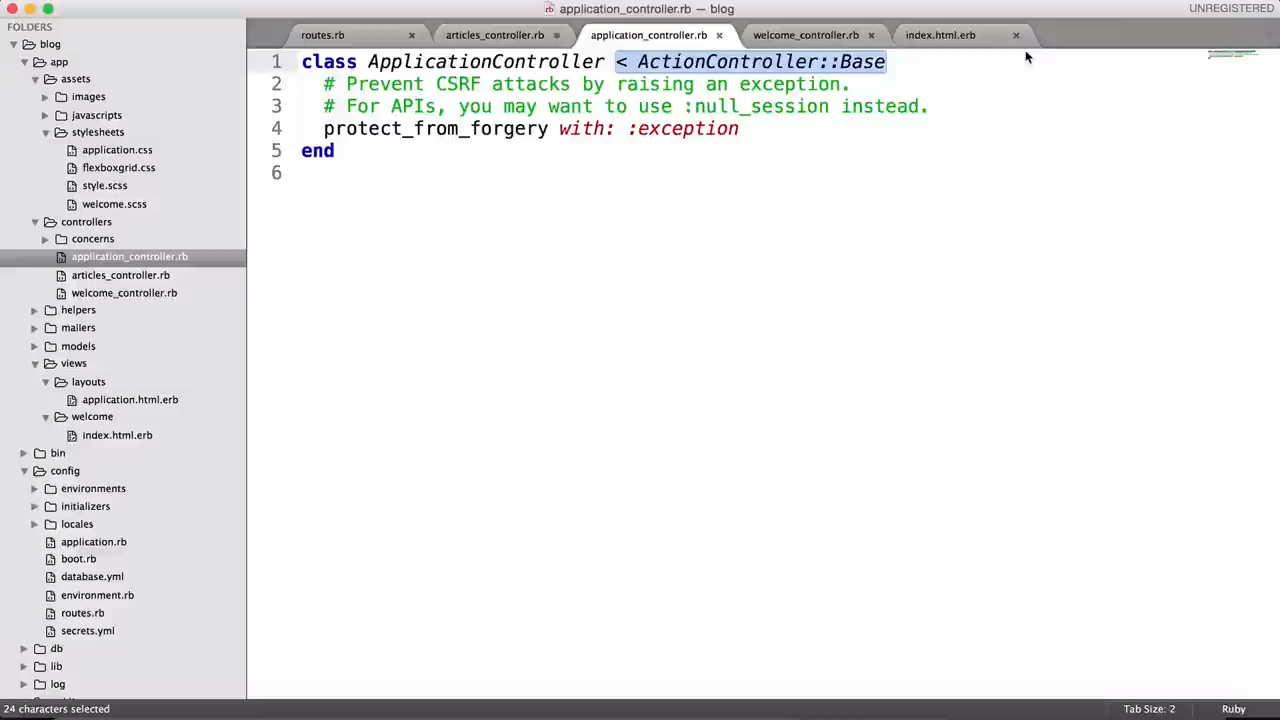 application_controller.rb — blog
UNREGISTERED
FOLDERS
blog
app
assets
images
javascripts
stylesheets
application.css
flexboxgrid.css
style.scss
welcome.scss
controllers
concerns
application_controller.rb
articles_controller.rb
welcome_controller.rb
helpers
mailers
models
views
layouts
application.html.erb
welcome
index.html.erb
bin
config
environments
initializers
locales
application.rb
boot.rb
database.yml
environment.rb
routes.rb
secrets.yml
db
lib
log
routes.rb
articles_controller.rb
application_controller.rb
welcome_controller.rb
index.html.erb
1 class ApplicationController < ActionController::Base
2 # Prevent CSRF attacks by raising an exception.
3 # For APIs, you may want to use :null_session instead.
4 protect_from_forgery with: :exception
5 end
6
24 characters selected
Tab Size: 2
Ruby